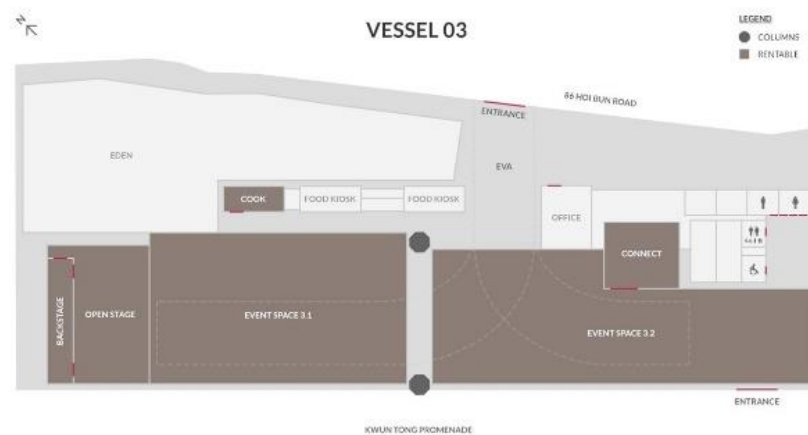 N
VESSEL 03
LEGEND
COLUMNS
RENTABLE
86 HOI BUN ROAD
ENTRANCE
EDEN
EVA
COOK
FOOD KIOSK
FOOD KIOSK
OFFICE
CONNECT
BACKSTAGE
OPEN STAGE
EVENT SPACE 3.1
EVENT SPACE 3.2
ENTRANCE
KWUN TONG PROMENADE